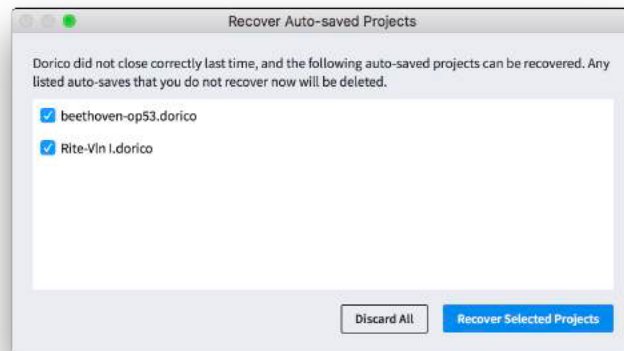 Recover Auto-saved Projects
Dorico did not close correctly last time, and the following auto-saved projects can be recovered. Any
listed auto-saves that you do not recover now will be deleted.
beethoven-op53.dorico
Rite-Vln I.dorico
Discard All
Recover Selected Projects